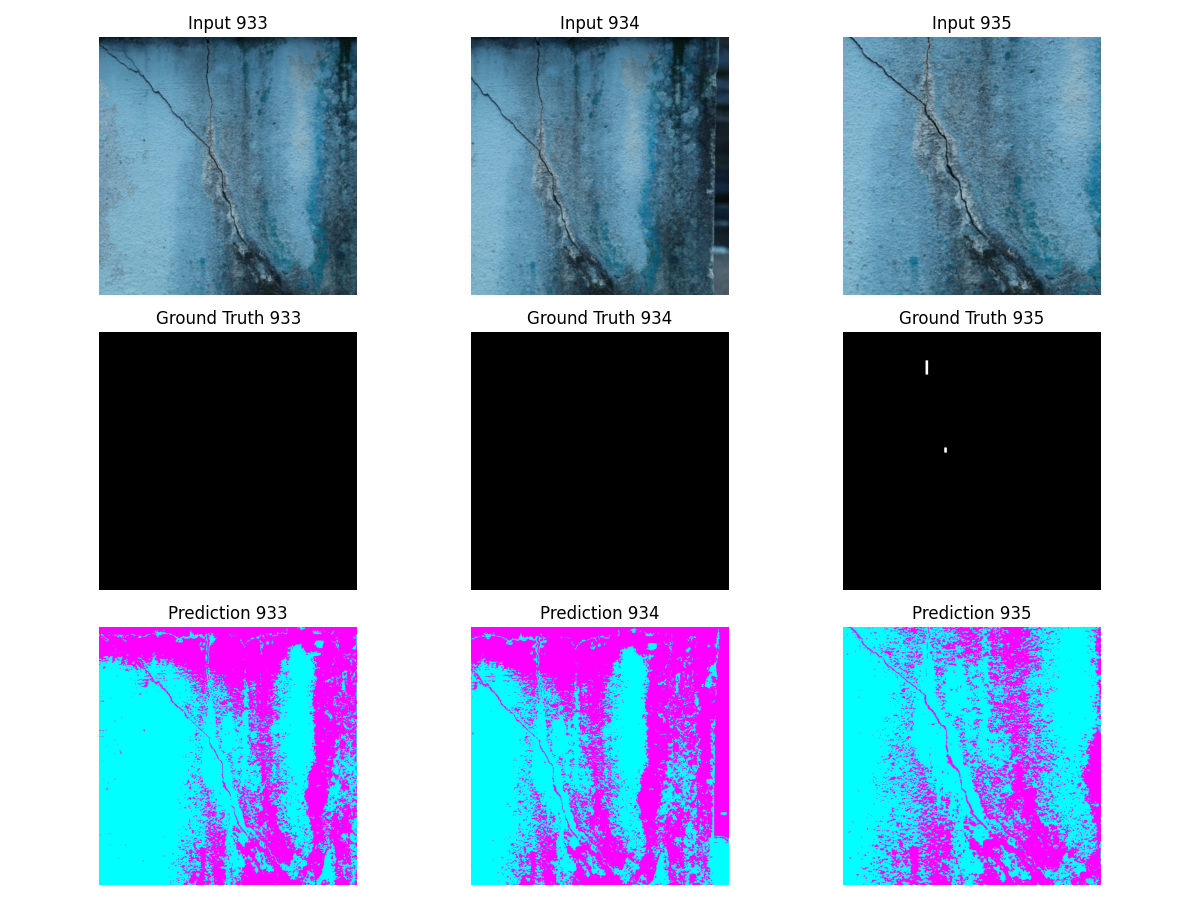 Input 933
Input 934
Input 935
Ground Truth 933
Ground Truth 934
Ground Truth 935
Prediction 933
Prediction 934
Prediction 935